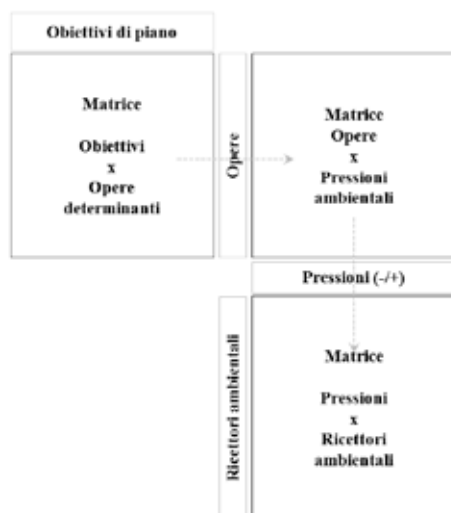 Obiettivi di piano
Matrice
Obiettivi
x
Opere
determinanti
Opere
Matrice
Opere
x
Pressioni
ambientali
Pressioni (-/+)
Ricettori ambientali
Matrice
Pressioni
x
Ricettori
ambientali